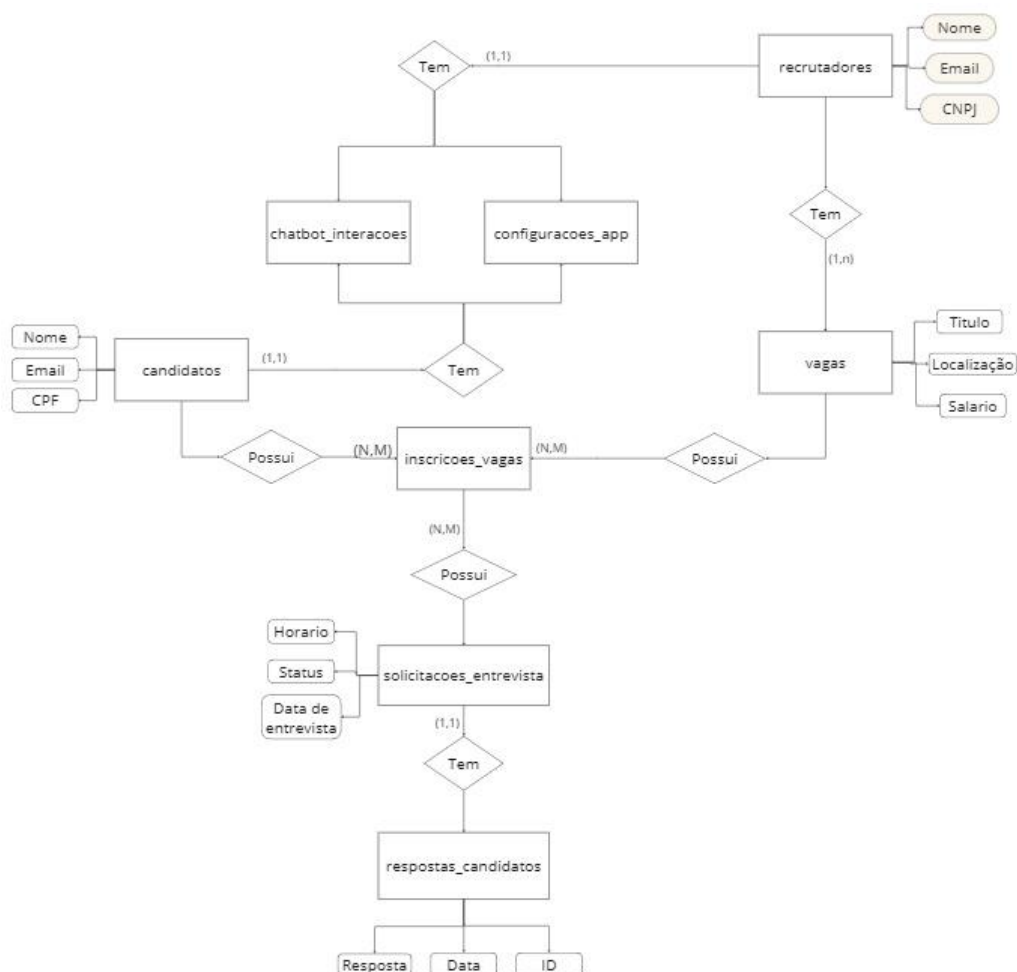 Nome
(1,1)
Tem
recrutadores
Email
CNPJ
Tem
chatbot_interacoes
configuracoes_app
(1,n)
Titulo
Nome
(1,1)
candidatos
Email
Tem
vagas
Localização
CPF
Salario
Possui
(N,M)
inscricoes_vagas
(N,M)
Possui
(N,M)
Possui
Horario
Status
solicitacoes_entrevista
Data de
entrevista
(1,1)
Tem
respostas_candidatos
Resposta
Data
ID